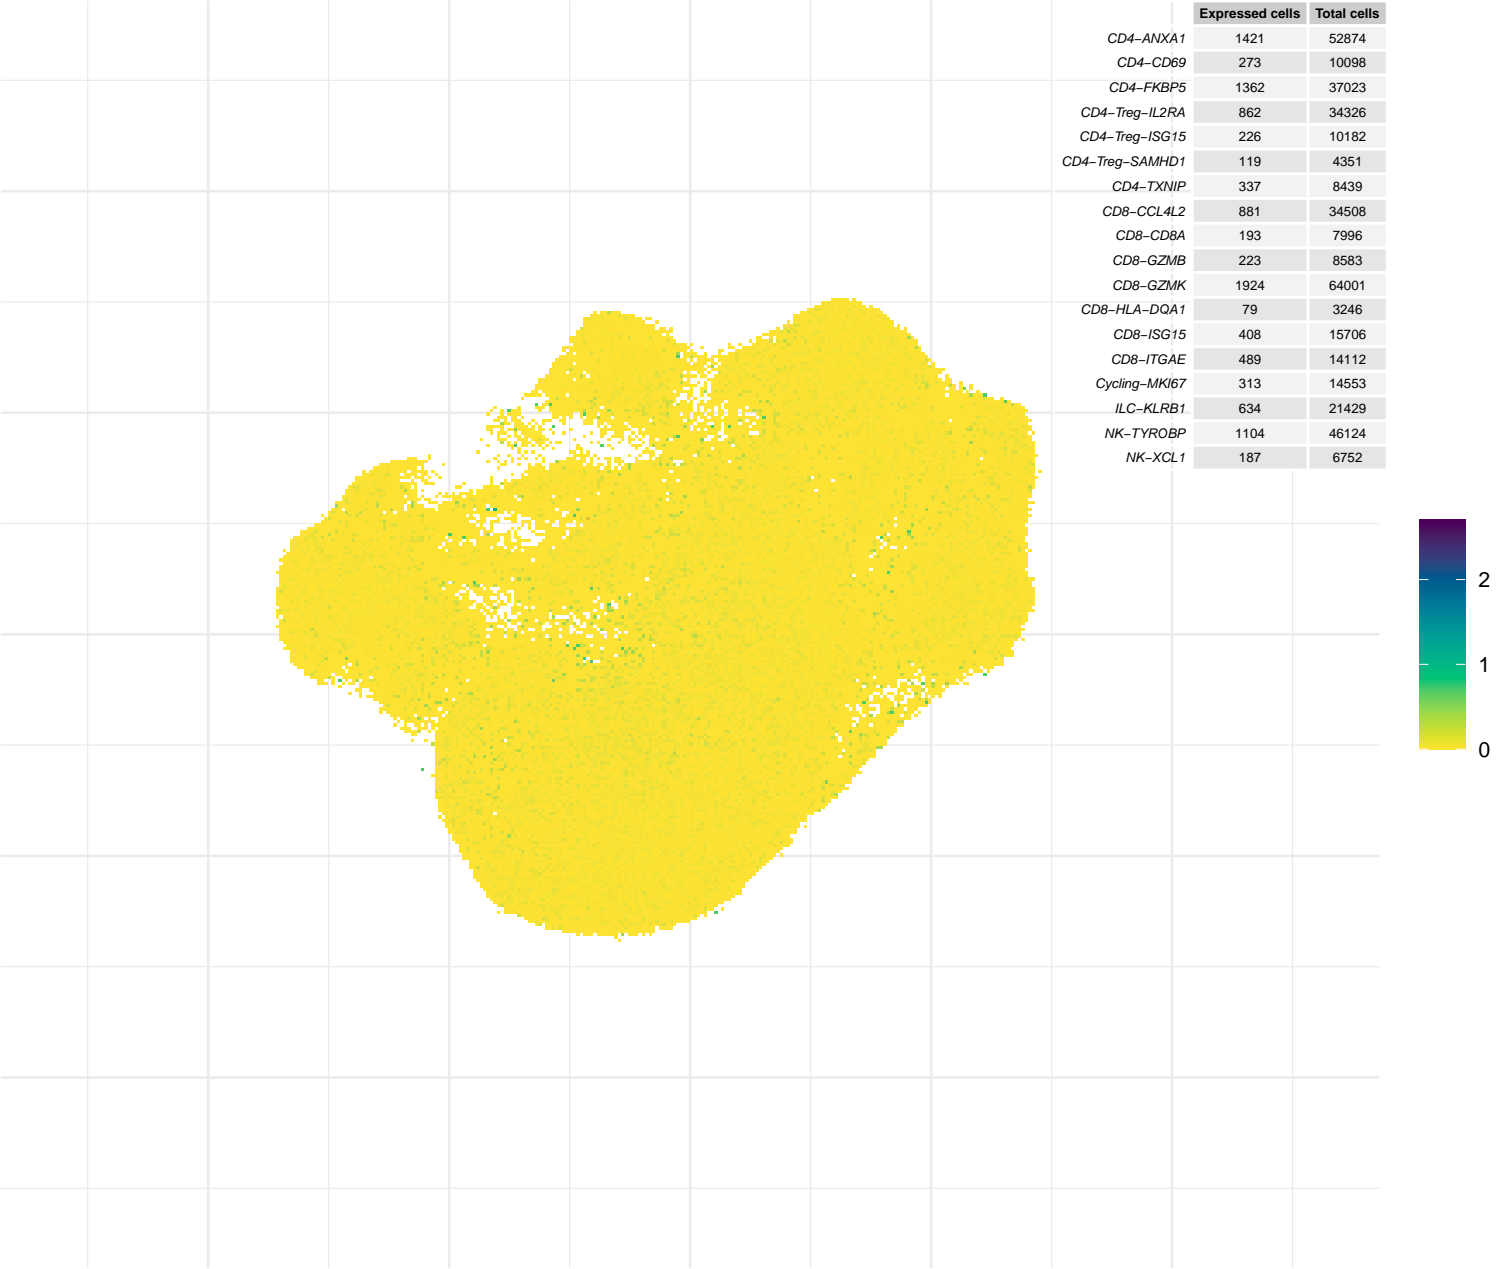 Expressed cells Total cells
CD4−ANXA1 1421 52874
CD4−CD69 273 10098
CD4−FKBP5 1362 37023
CD4−Treg−IL2RA 862 34326
CD4−Treg−ISG15 226 10182
CD4−Treg−SAMHD1 119 4351
CD4−TXNIP 337 8439
CD8−CCL4L2 881 34508
CD8−CD8A 193 7996
CD8−GZMB 223 8583
CD8−GZMK 1924 64001
CD8−HLA−DQA1 79 3246
CD8−ISG15 408 15706
CD8−ITGAE 489 14112
Cycling−MKI67 313 14553
ILC−KLRB1 634 21429
NK−TYROBP 1104 46124
NK−XCL1 187 6752
2
1
0